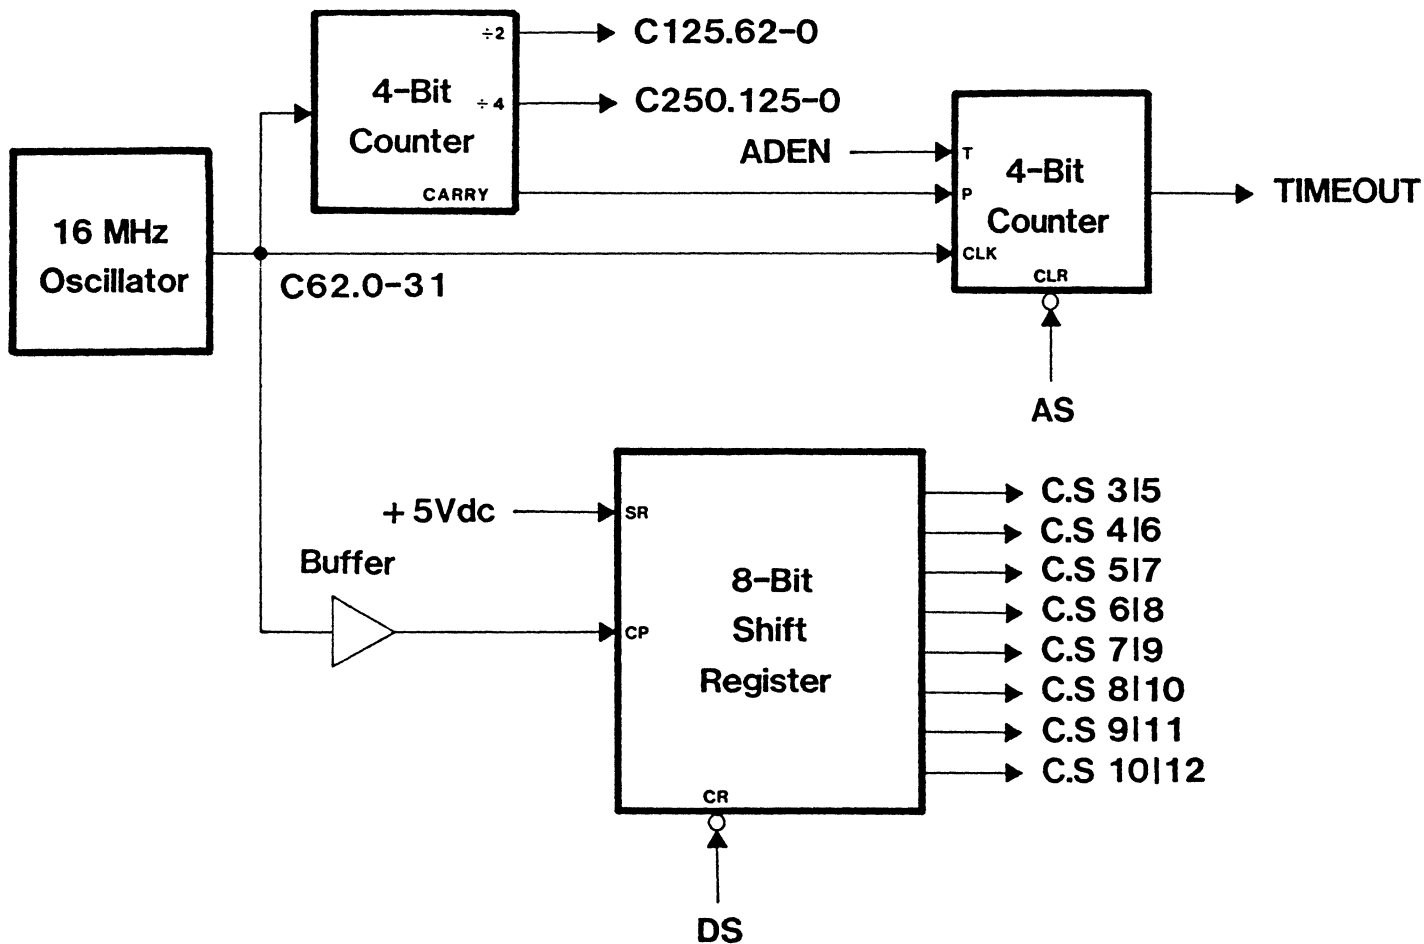 ÷2
C125.62-0
4-Bit
Counter
÷4
C250.125-0
CARRY
16 MHz
Oscillator
C62.0-31
ADEN
T
P
CLK
4-Bit
Counter
CLR
TIMEOUT
AS
+5Vdc
SR
Buffer
CP
8-Bit
Shift
Register
CR
DS
C.S 3|5
C.S 4|6
C.S 5|7
C.S 6|8
C.S 7|9
C.S 8|10
C.S 9|11
C.S 10|12